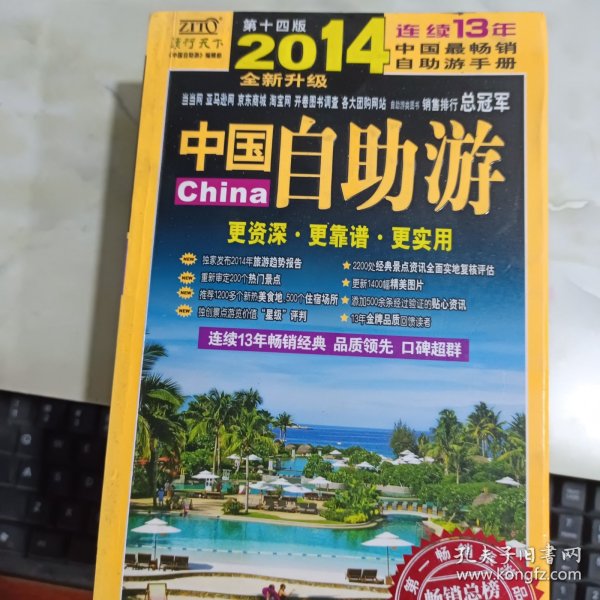 ZTTO
读行天下
《中国自助游》编辑部
第十四版
2014
全新升级
连续13年
中国最畅销
自助游手册
当当网 亚马逊网 京东商城 淘宝网 开卷图书调查 各大团购网站 自助游类图书 销售排行 总冠军
中国
China
自助游
更资深·更靠谱·更实用
独家发布2014年旅游趋势报告
重新审定200个热门景点
推荐1200多个新热美食地,500个住宿场所
独创景点游览价值“星级”评判
2200处经典景点资讯全面实地复核评估
更新1400幅精美图片
添加500余条经过验证的贴心资讯
13年金牌品质回馈读者
连续13年畅销经典 品质领先 口碑超群
第一畅
畅销总榜
孔夫子旧书网
www.kongfz.com